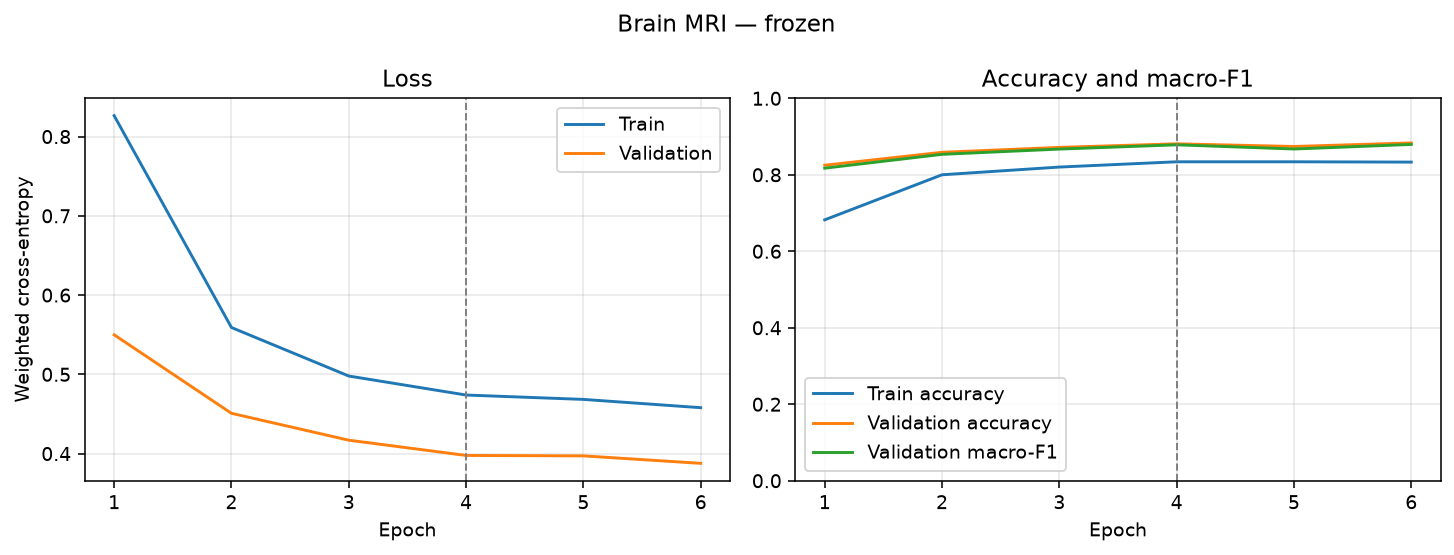 Brain MRI — frozen
Loss
Weighted cross-entropy
0.8
0.7
0.6
0.5
0.4
Train
Validation
1 2 3 4 5 6
Epoch
Accuracy and macro-F1
1.0
0.8
0.6
0.4
0.2
0.0
Train accuracy
Validation accuracy
Validation macro-F1
1 2 3 4 5 6
Epoch